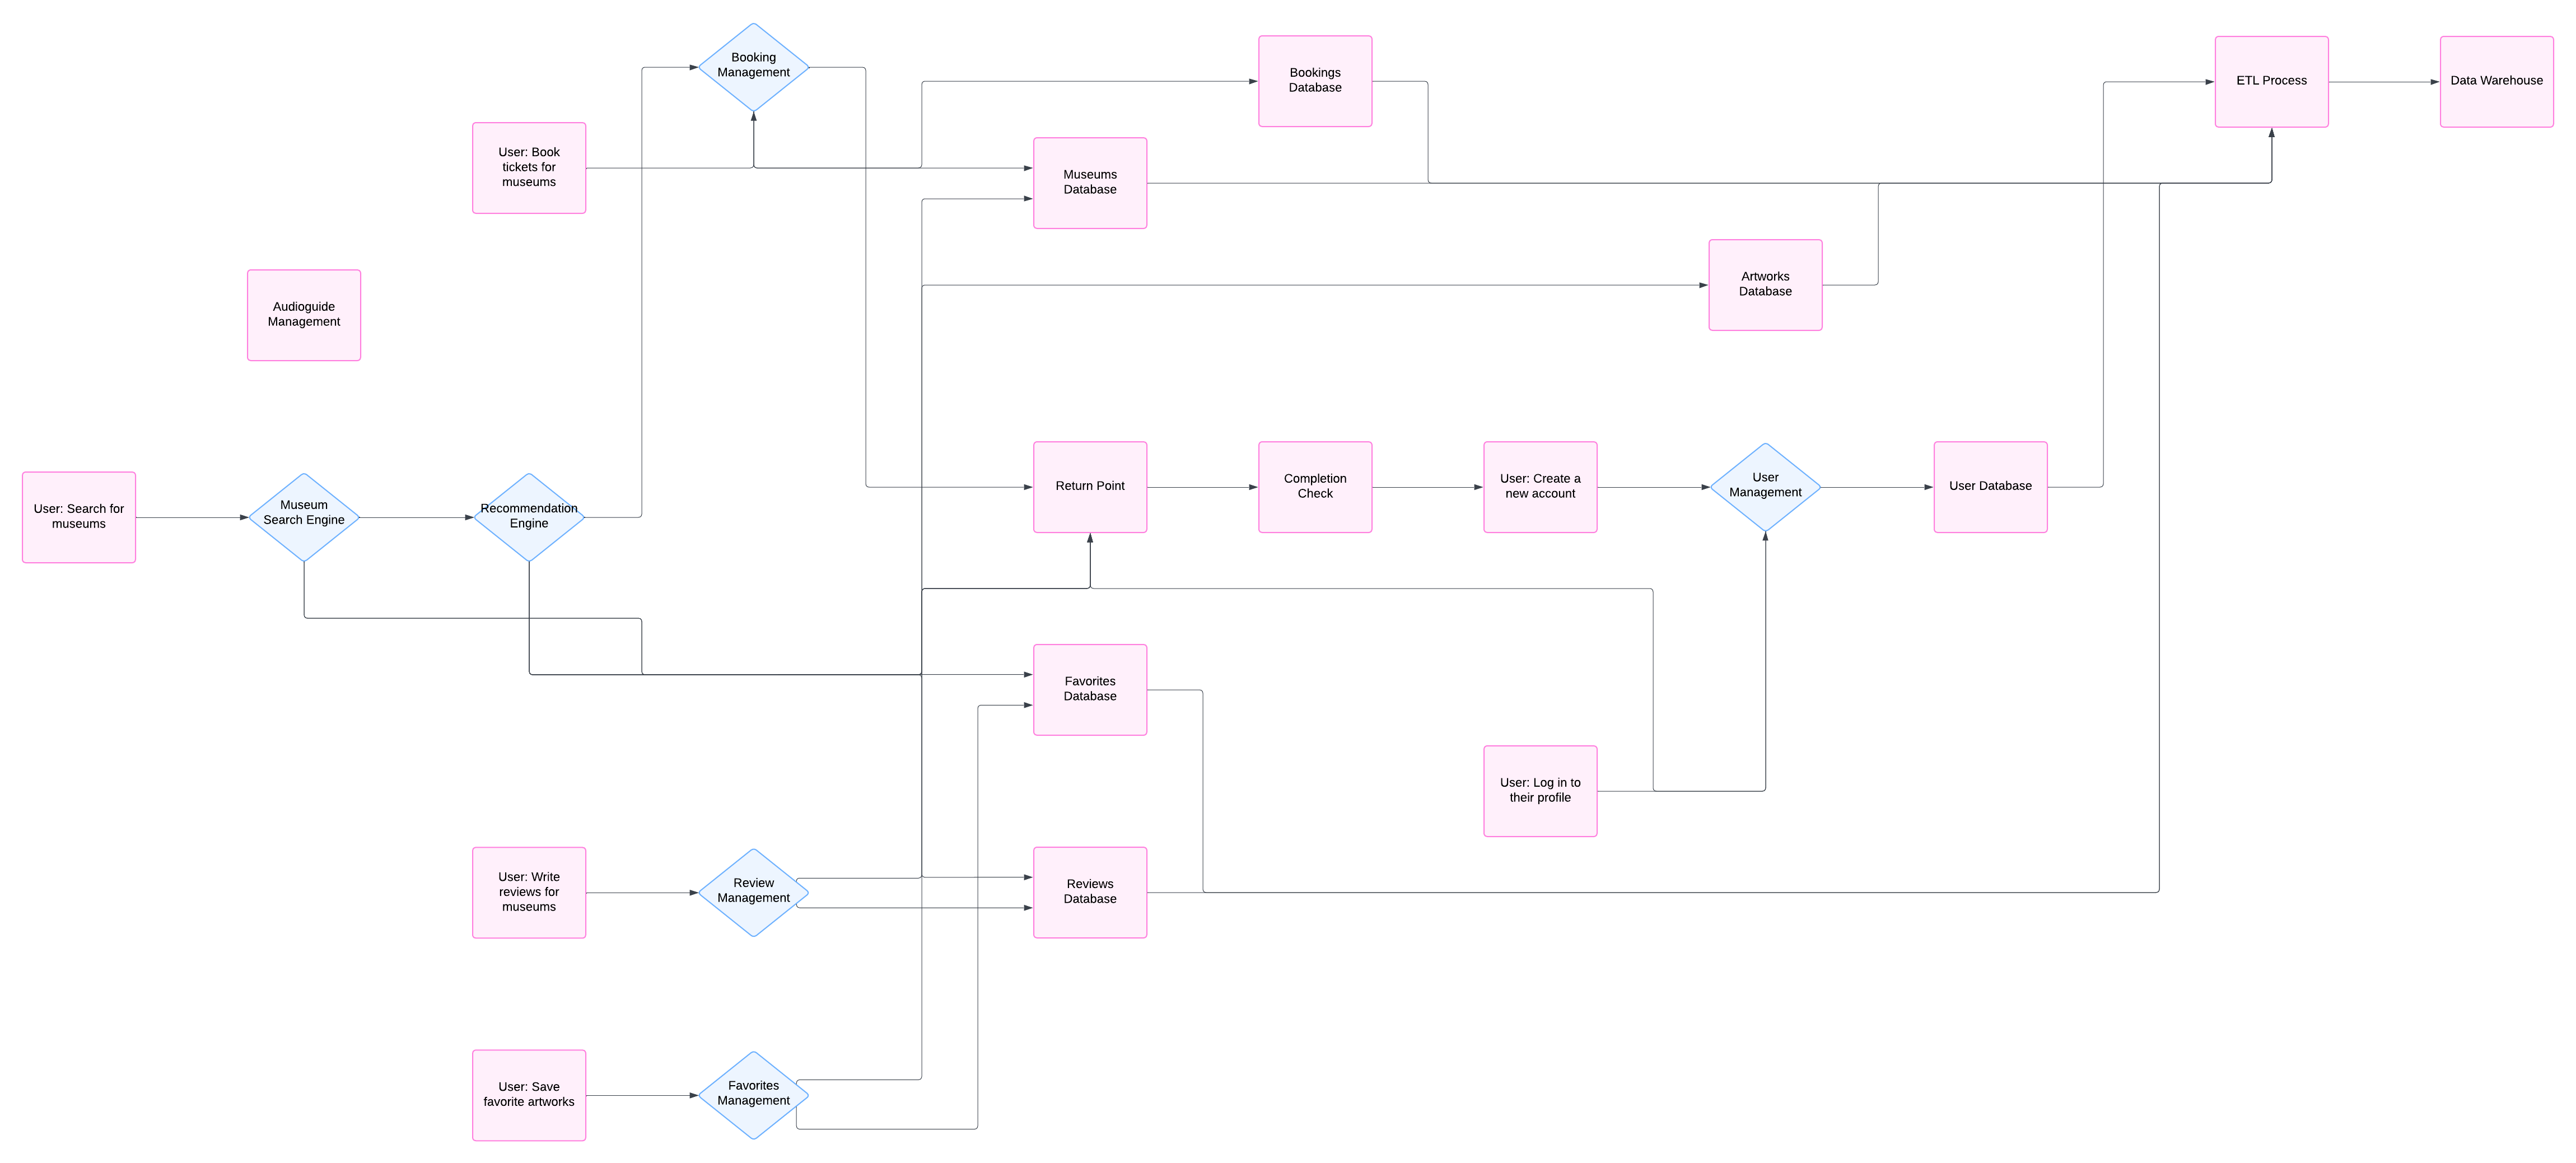 Booking
Management
Bookings
Database
ETL Process
Data Warehouse
User: Book
tickets for
museums
Museums
Database
Artworks
Database
Audioguide
Management
User: Search for
museums
Museum
Search Engine
Recommendation
Engine
Return Point
Completion
Check
User: Create a
new account
User
Management
User Database
Favorites
Database
User: Log in to
their profile
User: Write
reviews for
museums
Review
Management
Reviews
Database
User: Save
favorite artworks
Favorites
Management